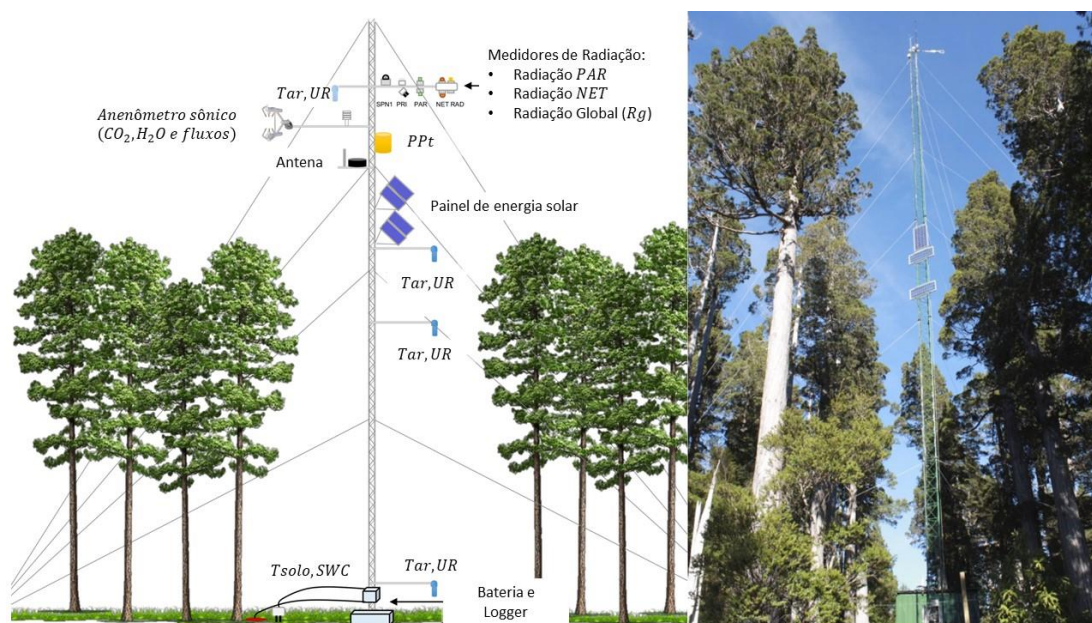 Medidores de Radiação:
• Radiação PAR
• Radiação NET
• Radiação Global (Rg)
Tar, UR
SPN1 PRI PAR NET RAD
Anenômetro sônico
(CO₂, H₂O e fluxos)
PPt
Antena
Painel de energia solar
Tar, UR
Tar, UR
Tsolo, SWC
Tar, UR
Bateria e
Logger